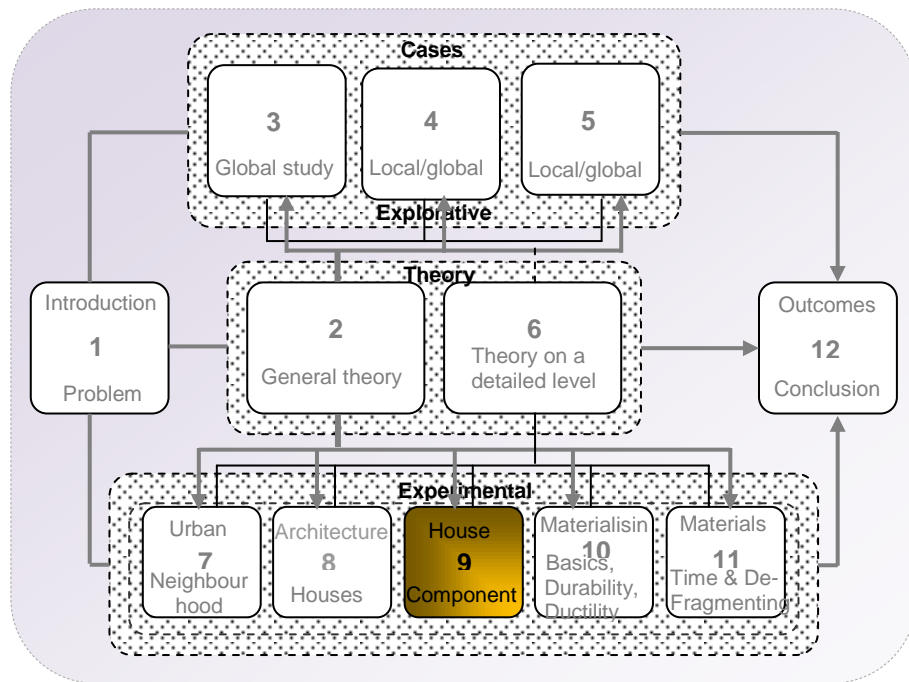 Cases
3
Global study
4
Local/global
5
Local/global
Explorative
Theory
Introduction
1
Problem
2
General theory
6
Theory on a
detailed level
Outcomes
12
Conclusion
Experimental
Urban
7
Neighbour
hood
Architecture
8
Houses
House
9
Component
Materialisin
10
Basics,
Durability,
Ductility
Materials
11
Time & De-
Fragmenting